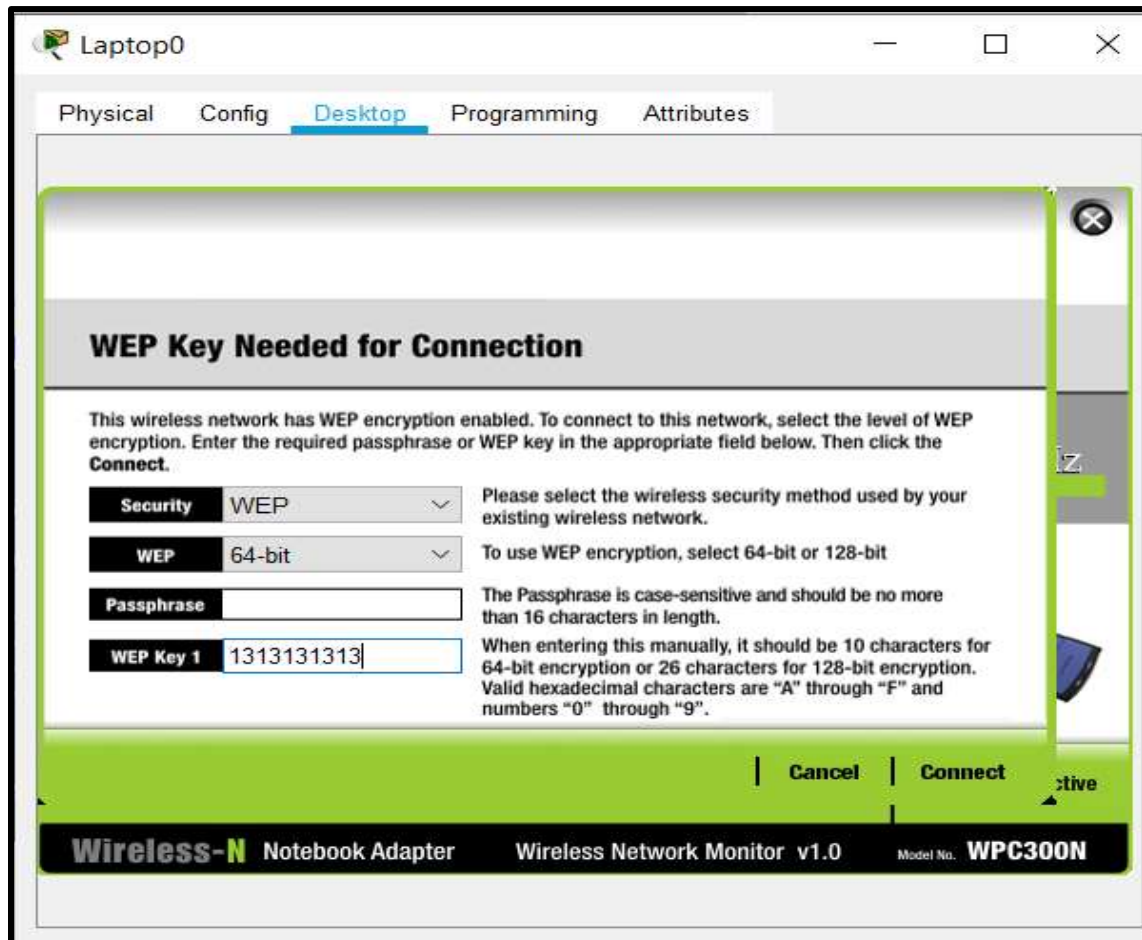 Laptop0
Physical Config Desktop Programming Attributes
WEP Key Needed for Connection
This wireless network has WEP encryption enabled. To connect to this network, select the level of WEP
encryption. Enter the required passphrase or WEP key in the appropriate field below. Then click the
Connect.
Security WEP
Please select the wireless security method used by your
existing wireless network.
WEP 64-bit
To use WEP encryption, select 64-bit or 128-bit
Passphrase
The Passphrase is case-sensitive and should be no more
than 16 characters in length.
WEP Key 1 1313131313
When entering this manually, it should be 10 characters for
64-bit encryption or 26 characters for 128-bit encryption.
Valid hexadecimal characters are “A” through “F” and
numbers “0” through “9”.
Cancel Connect
Wireless-N Notebook Adapter Wireless Network Monitor v1.0 Model No. WPC300N